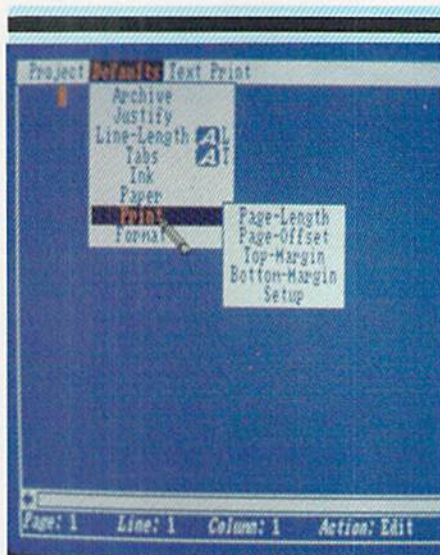 Project Defaults Text Print
Archive
Justify
Line-Length A L
Tabs A T
Ink
Paper
Print
Format
Page-Length
Page-Offset
Top-Margin
Bottom-Margin
Setup
Page: 1 Line: 1 Column: 1 Action: Edit